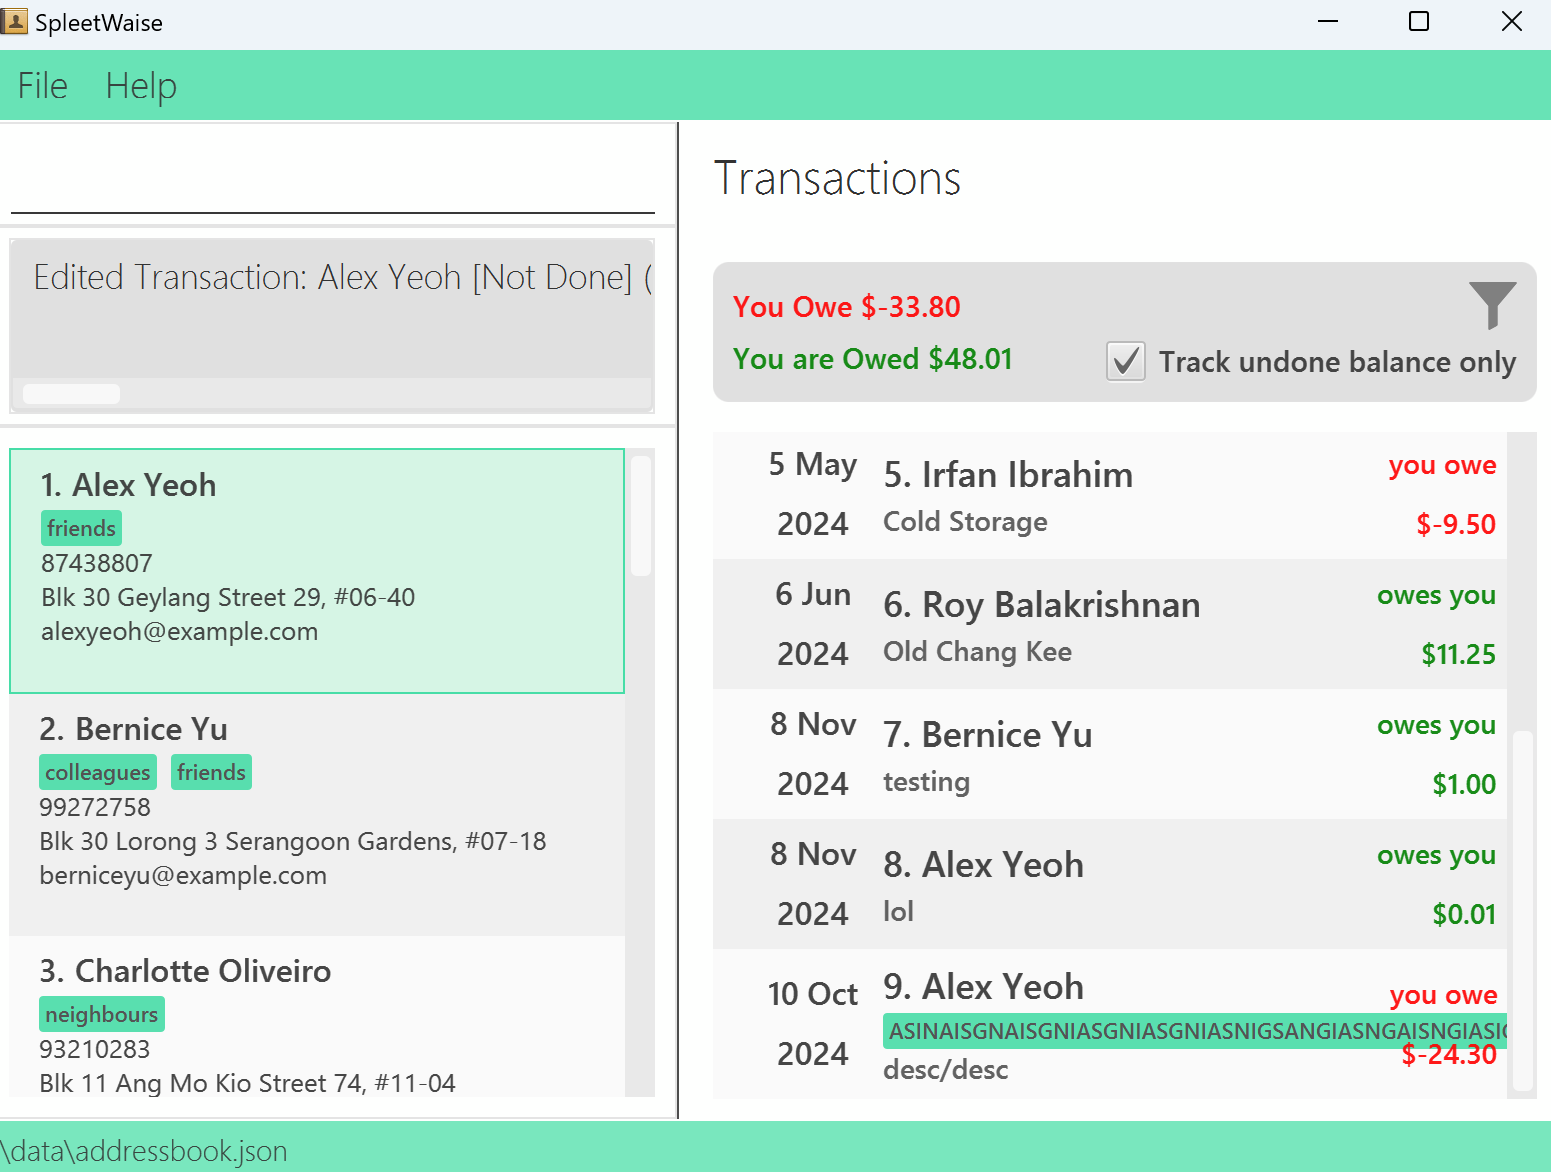 SpleetWaise
File Help
Edited Transaction: Alex Yeoh [Not Done] (
1. Alex Yeoh
friends
87438807
Blk 30 Geylang Street 29, #06-40
alexyeoh@example.com
2. Bernice Yu
colleagues friends
99272758
Blk 30 Lorong 3 Serangoon Gardens, #07-18
berniceyu@example.com
3. Charlotte Oliveiro
neighbours
93210283
Blk 11 Ang Mo Kio Street 74, #11-04
Transactions
You Owe $-33.80
You are Owed $48.01
Track undone balance only
5 May 2024
5. Irfan Ibrahim
Cold Storage
you owe
$-9.50
6 Jun 2024
6. Roy Balakrishnan
Old Chang Kee
owes you
$11.25
8 Nov 2024
7. Bernice Yu
testing
owes you
$1.00
8 Nov 2024
8. Alex Yeoh
lol
owes you
$0.01
10 Oct 2024
9. Alex Yeoh
ASINAISGNAISGNIASGNIASGNIASNIGSANGIASNGAISNGIASIG
desc/desc
you owe
$-24.30
\data\addressbook.json